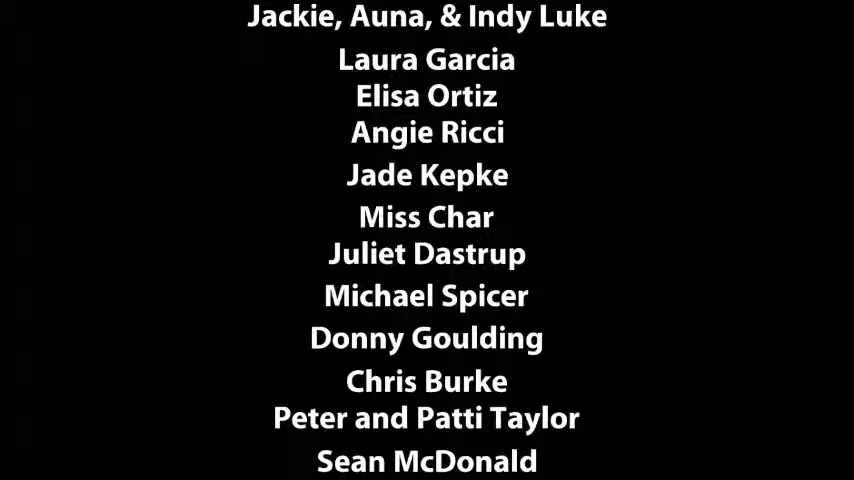 Jackie, Auna, & Indy Luke
Laura Garcia
Elisa Ortiz
Angie Ricci
Jade Kepke
Miss Char
Juliet Dastrup
Michael Spicer
Donny Goulding
Chris Burke
Peter and Patti Taylor
Sean McDonald